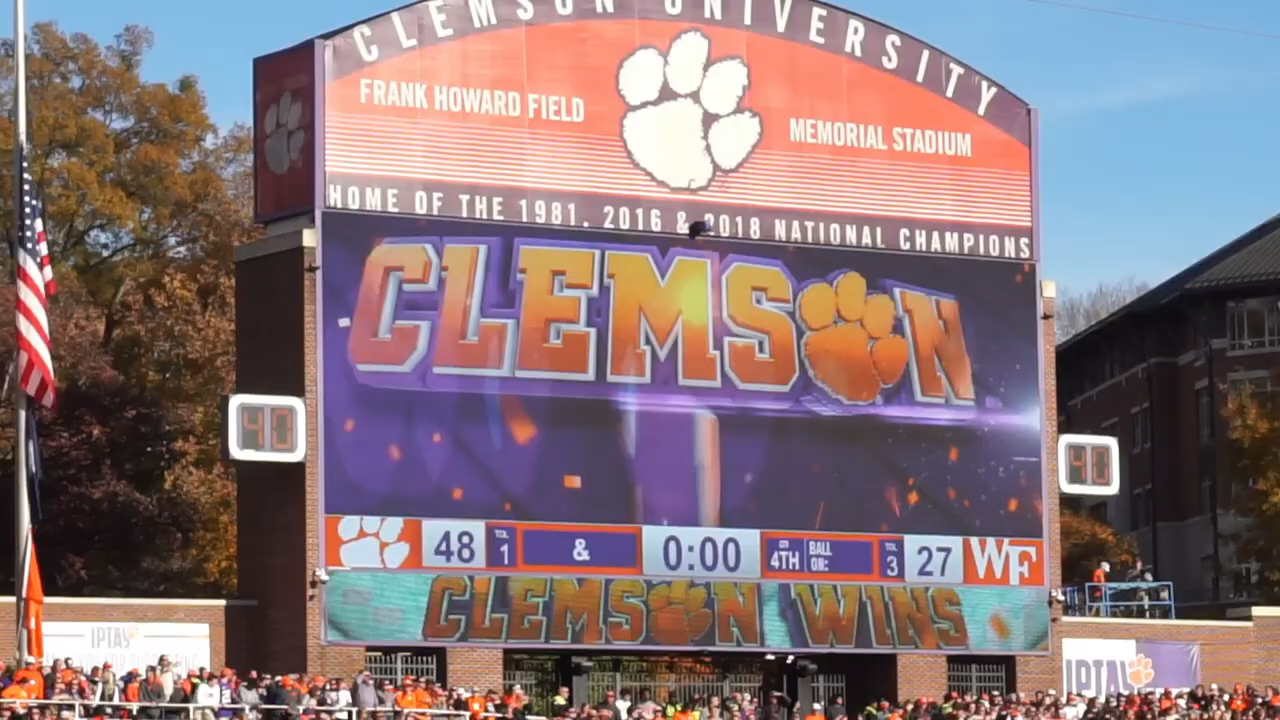 CLEMSON UNIVERSITY
FRANK HOWARD FIELD
MEMORIAL STADIUM
HOME OF THE 1981, 2016 & 2018 NATIONAL CHAMPIONS
CLEMSON
40
40
48 TOL 1 & 0:00 QTR 4TH BALL ON: TOL 3 27 WF
CLEMSON WINS
IPTAY
IPTAY